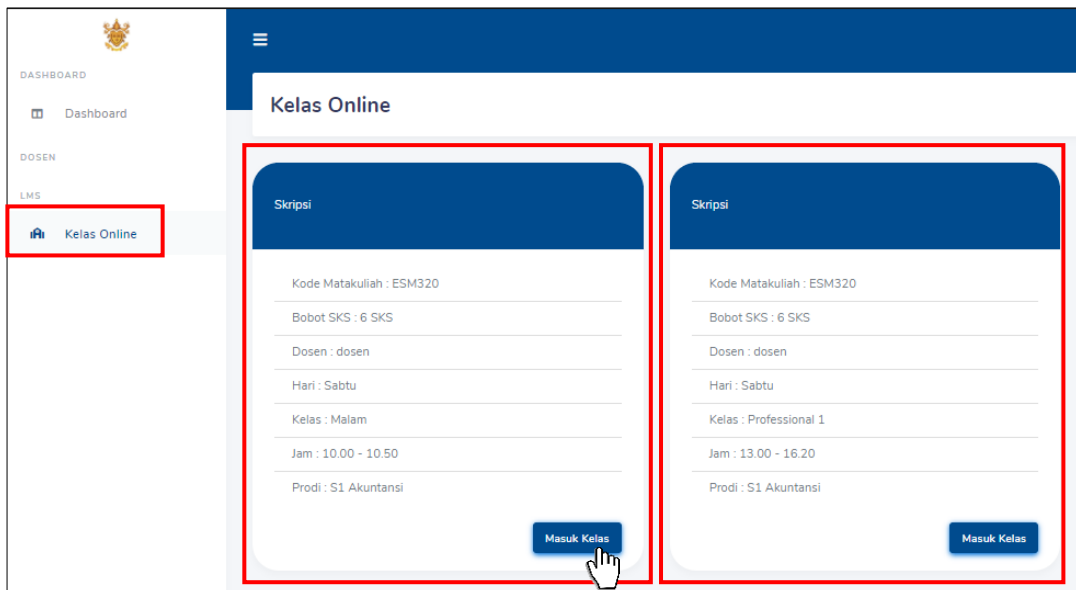 DASHBOARD
Dashboard
DOSEN
LMS
Kelas Online
Kelas Online
Skripsi
Kode Matakuliah : ESM320
Bobot SKS : 6 SKS
Dosen : dosen
Hari : Sabtu
Kelas : Malam
Jam : 10.00 - 10.50
Prodi : S1 Akuntansi
Masuk Kelas
Skripsi
Kode Matakuliah : ESM320
Bobot SKS : 6 SKS
Dosen : dosen
Hari : Sabtu
Kelas : Professional 1
Jam : 13.00 - 16.20
Prodi : S1 Akuntansi
Masuk Kelas